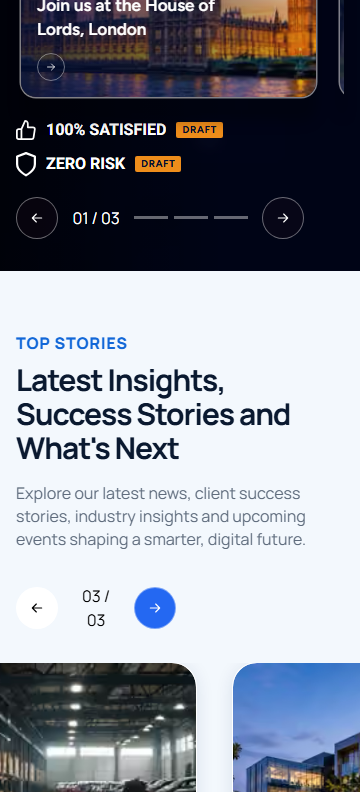 Join us at the House of
Lords, London
100% SATISFIED DRAFT
ZERO RISK DRAFT
01 / 03
TOP STORIES
Latest Insights,
Success Stories and
What's Next
Explore our latest news, client success
stories, industry insights and upcoming
events shaping a smarter, digital future.
03 /
03